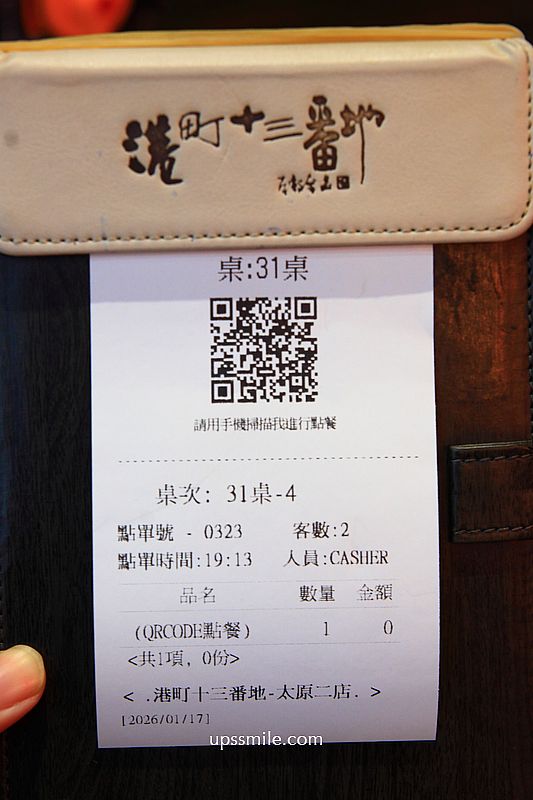 港町十三番地
桌:31桌
請用手機掃描我進行點餐
桌次: 31桌-4
點單號 - 0323 客數:2
點單時間:19:13 人員:CASHER
品名 數量 金額
(QRCODE點餐) 1 0
<共1項, 0份>
< .港町十三番地-太原二店. >
[2026/01/17]
upssmile.com